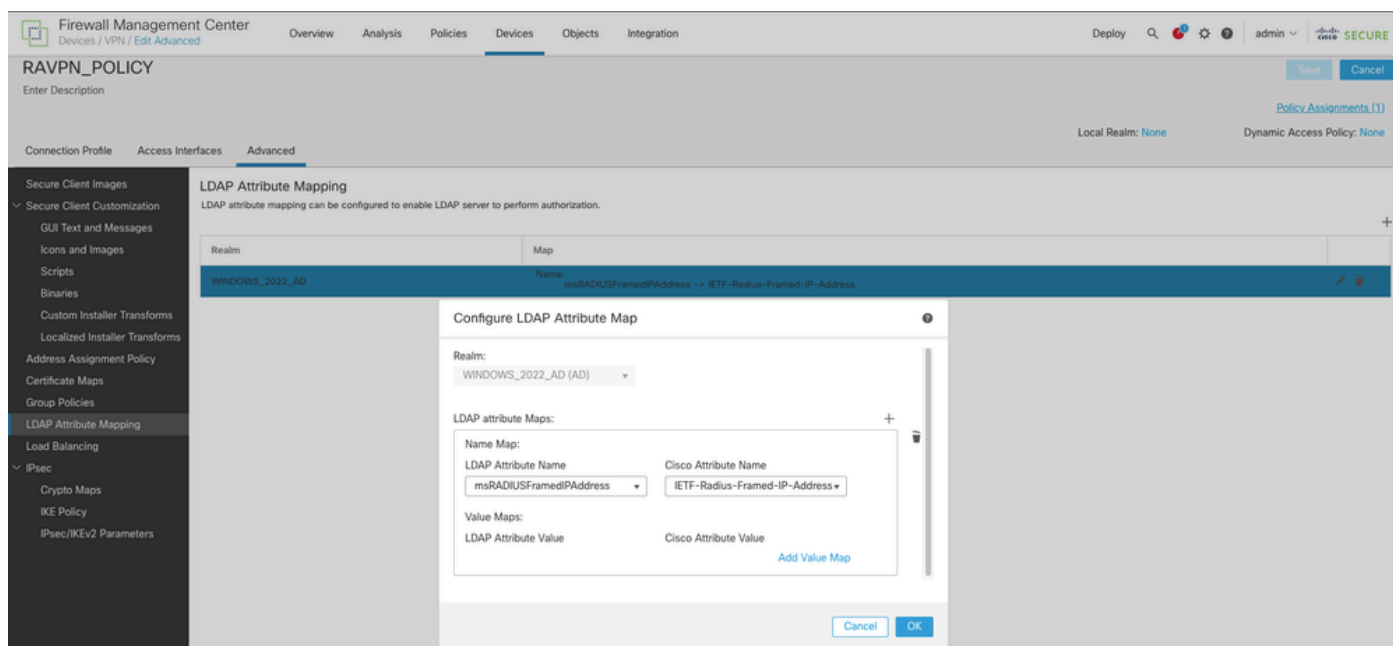 Firewall Management Center
Devices / VPN / Edit Advanced
Overview Analysis Policies Devices Objects Integration
Deploy admin SECURE
RAVPN_POLICY
Enter Description
Save Cancel
Policy Assignments (1)
Local Realm: None Dynamic Access Policy: None
Connection Profile Access Interfaces Advanced
Secure Client Images
Secure Client Customization
GUI Text and Messages
Icons and Images
Scripts
Binaries
Custom Installer Transforms
Localized Installer Transforms
Address Assignment Policy
Certificate Maps
Group Policies
LDAP Attribute Mapping
Load Balancing
IPsec
Crypto Maps
IKE Policy
IPsec/IKEv2 Parameters
LDAP Attribute Mapping
LDAP attribute mapping can be configured to enable LDAP server to perform authorization.
+
Realm Map
WINDOWS_2022_AD
Name:
msRADIUSFramedIPAddress -> IETF-Radius-Framed-IP-Address
Configure LDAP Attribute Map
Realm:
WINDOWS_2022_AD (AD)
LDAP attribute Maps:
+
Name Map:
LDAP Attribute Name Cisco Attribute Name
msRADIUSFramedIPAddress IETF-Radius-Framed-IP-Address
Value Maps:
LDAP Attribute Value Cisco Attribute Value
Add Value Map
Cancel OK